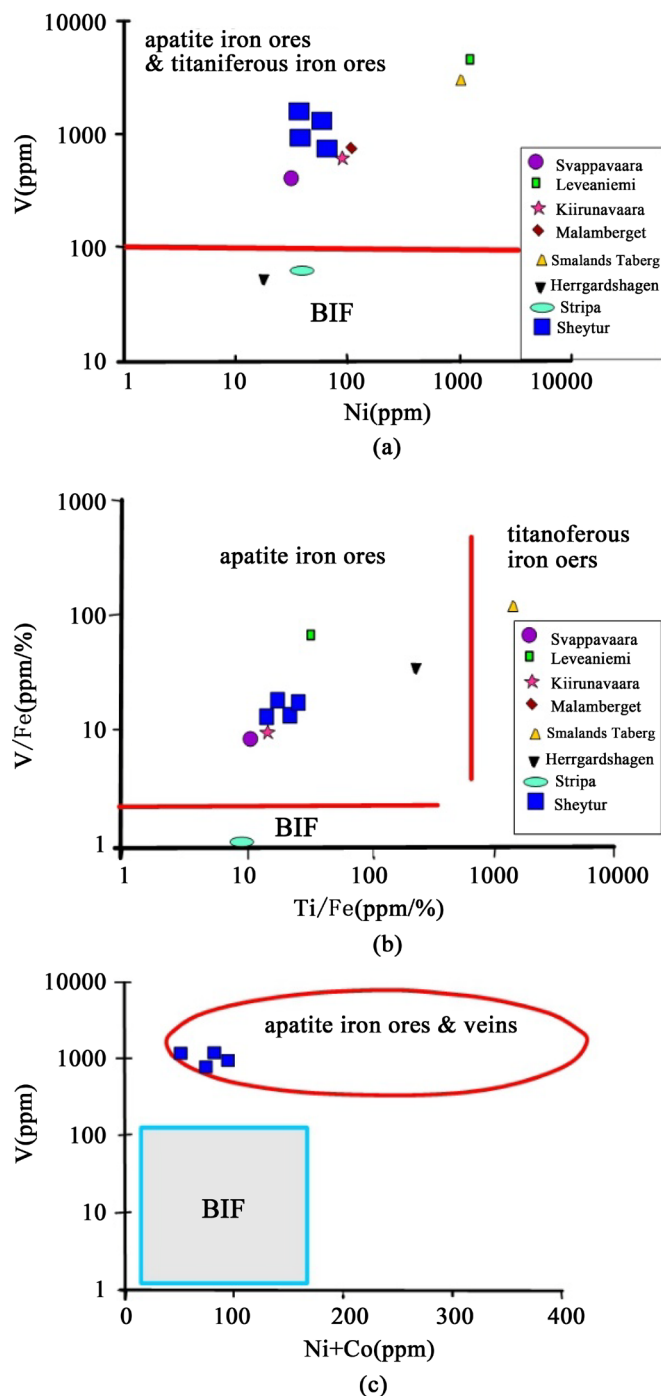 10000
apatite iron ores
& titaniferous iron ores
1000
V(ppm)
100
10
BIF
Svappavaara
Leveaniemi
Kiirunavaara
Malamberget
Smalands Taberg
Herrgardshagen
Stripa
Sheytur
1
10
100
1000
10000
Ni(ppm)
(a)
1000
apatite iron ores
titanoferous
iron oers
100
V/Fe(ppm/%)
10
1
BIF
Svappavaara
Leveaniemi
Kiirunavaara
Malamberget
Smalands Taberg
Herrgardshagen
Stripa
Sheytur
1
10
100
1000
10000
Ti/Fe(ppm/%)
(b)
10000
apatite iron ores & veins
1000
V(ppm)
100
10
BIF
1
0
100
200
300
400
Ni+Co(ppm)
(c)